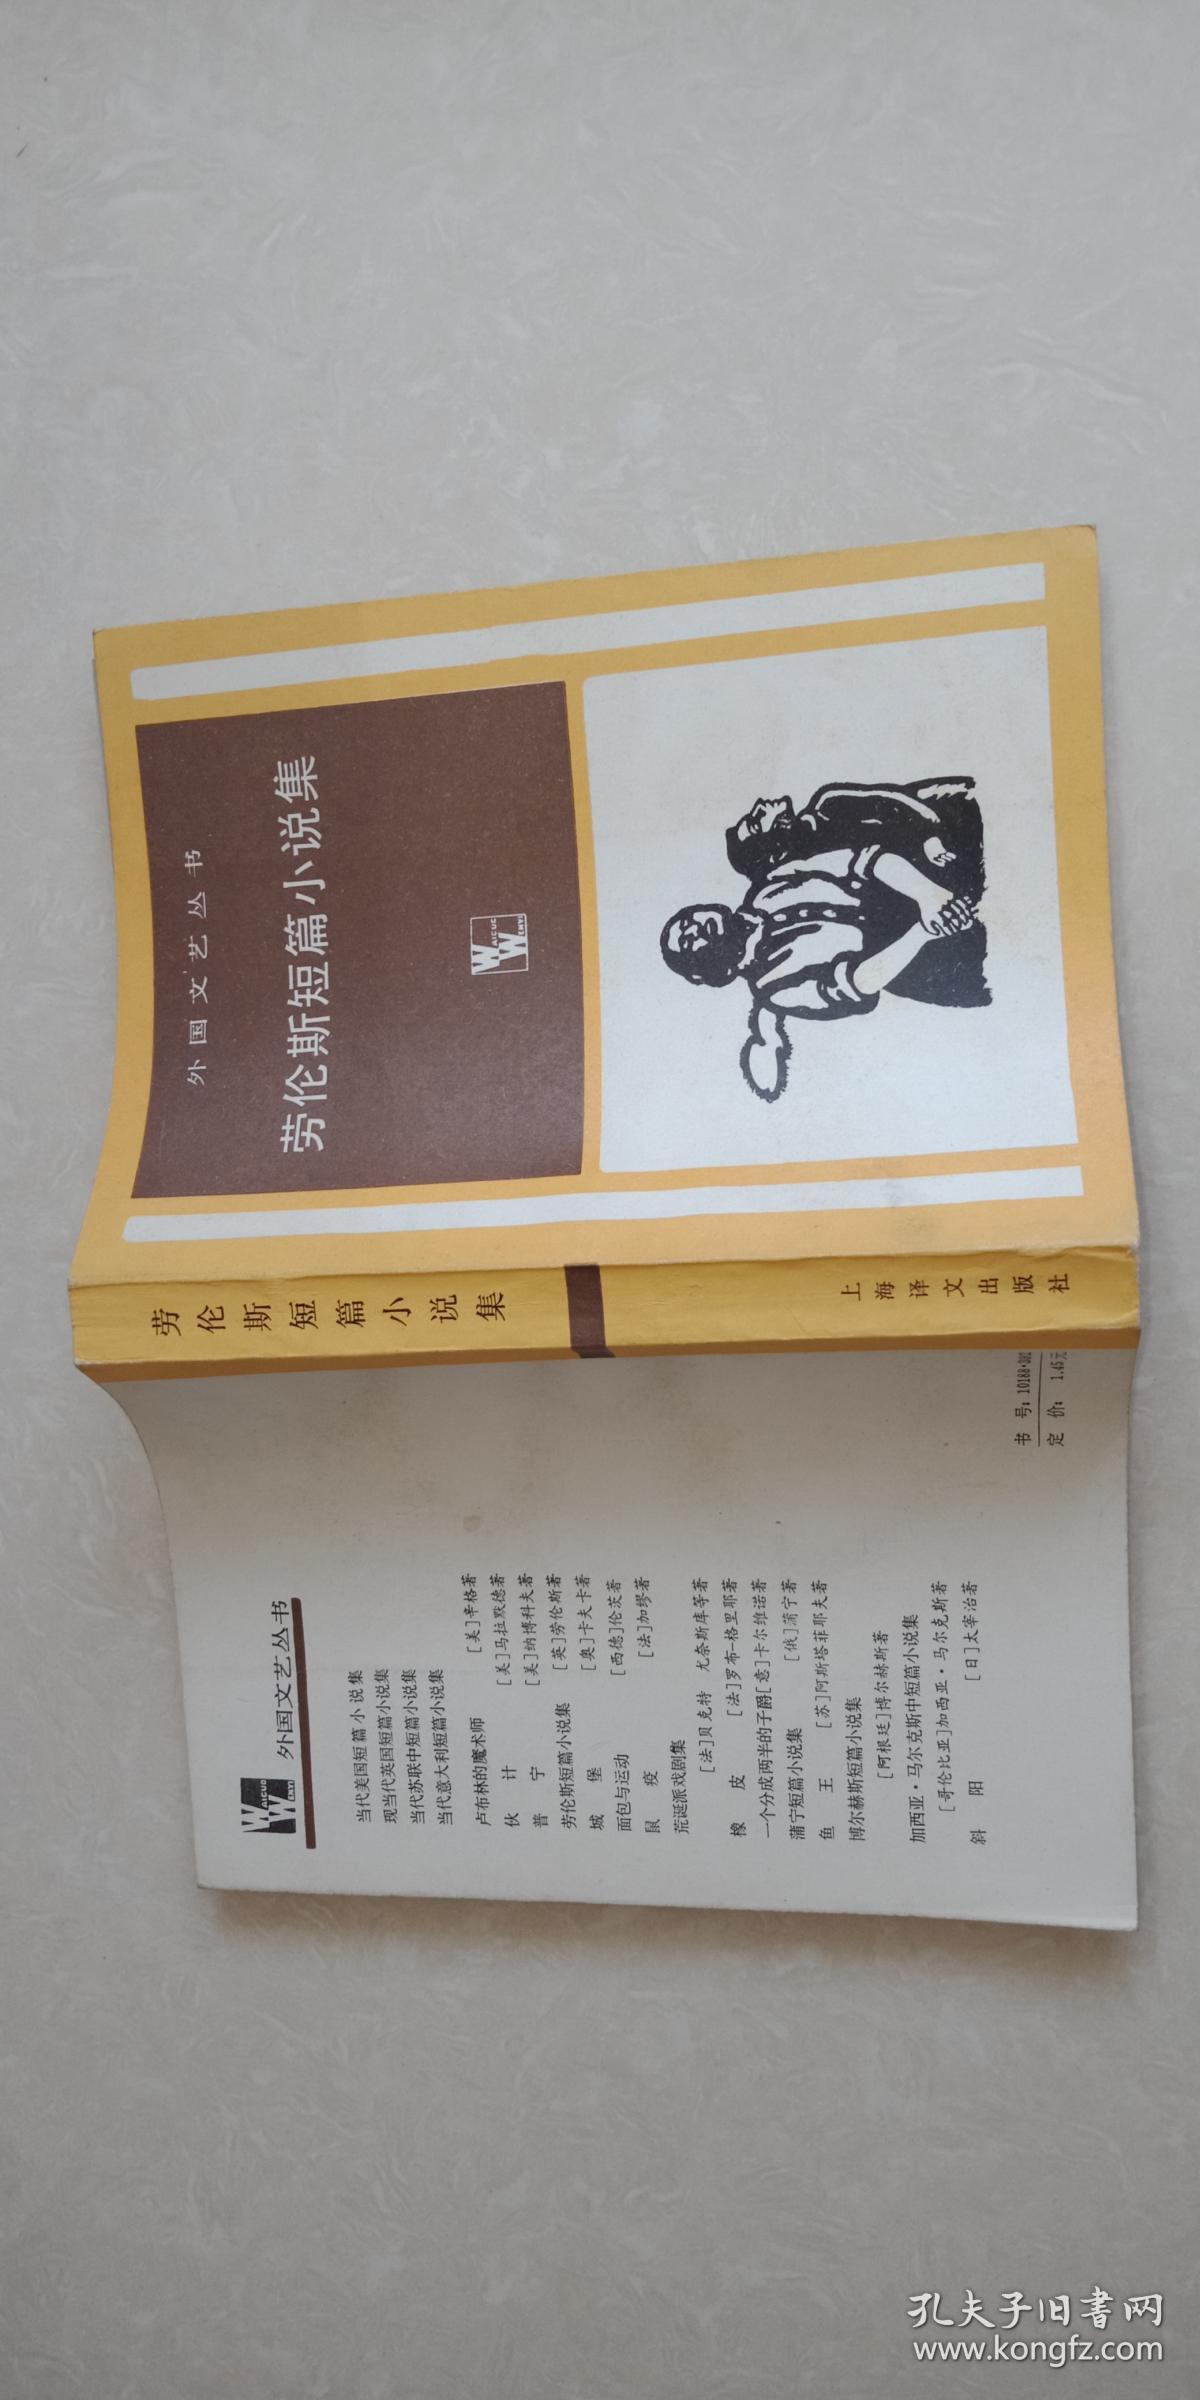 外国文艺丛书
劳伦斯短篇小说集
WAIGUO
WENYI
劳伦斯短篇小说集
上海译文出版社
WAIGUO
WENYI
外国文艺丛书
当代美国短篇小说集
现当代英国短篇小说集
当代苏联中短篇小说集
当代意大利短篇小说集
卢布林的魔术师 [美]辛格著
伙计 [美]马拉默德著
普宁 [美]纳博科夫著
劳伦斯短篇小说集 [英]劳伦斯著
城堡 [奥]卡夫卡著
面包与运动 [西德]伦茨著
鼠疫 [法]加缪著
荒诞派戏剧集
[法]贝克特 尤奈斯库等著
橡皮 [法]罗布-格里耶著
一个分成两半的子爵[意]卡尔维诺著
蒲宁短篇小说集 [俄]蒲宁著
鱼王 [苏]阿斯塔菲耶夫著
博尔赫斯短篇小说集
[阿根廷]博尔赫斯著
加西亚·马尔克斯中短篇小说集
[哥伦比亚]加西亚·马尔克斯著
斜阳 [日]太宰治著
书号：10188·382
定价：1.45元
孔夫子旧書网
www.kongfz.com